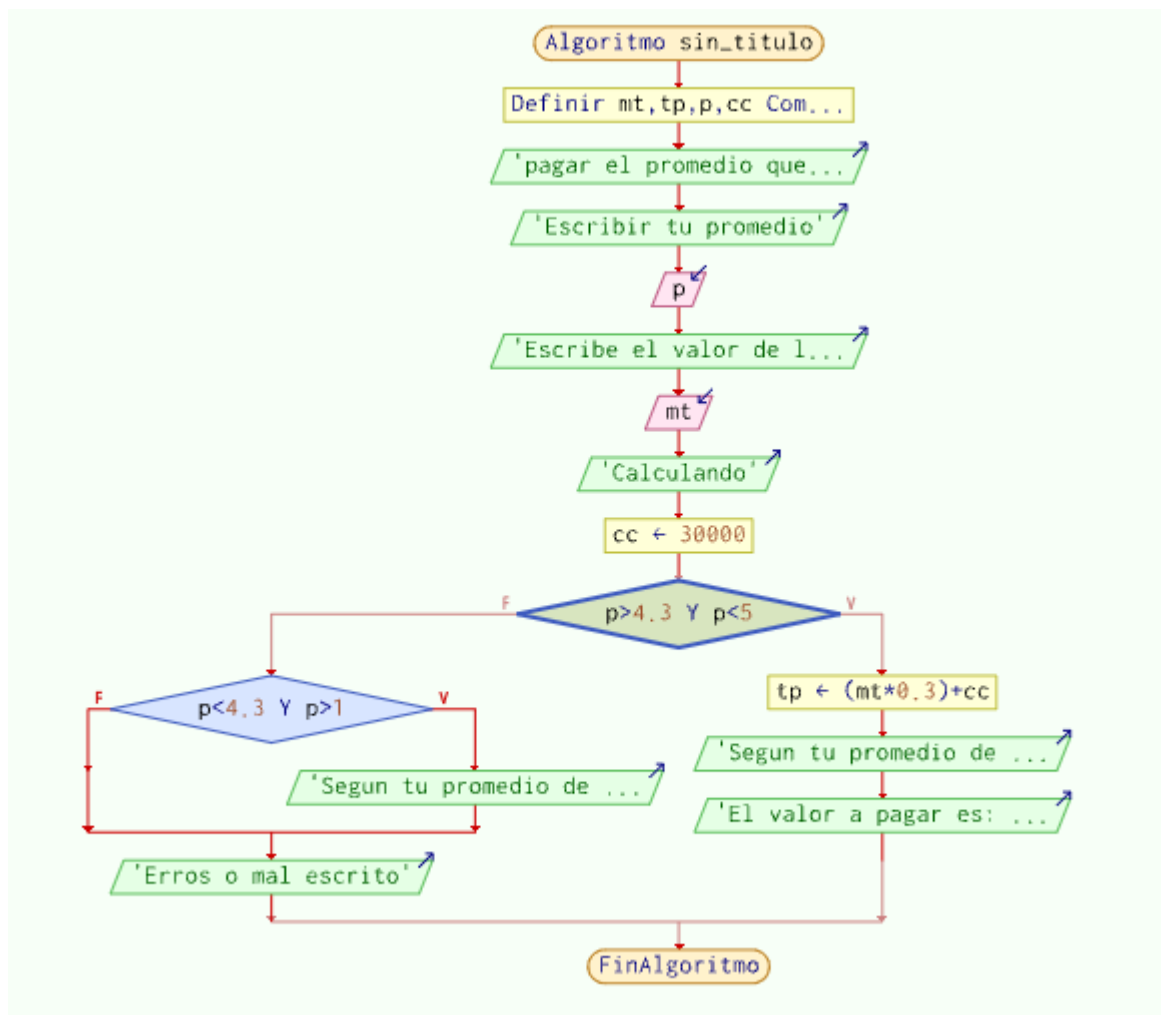 Algoritmo sin_titulo
Definir mt,tp,p,cc Com...
'pagar el promedio que...
'Escribir tu promedio'
p
'Escribe el valor de l...
mt
'Calculando'
cc ← 30000
F
p>4.3 Y p<5
V
F
p<4.3 Y p>1
V
'Segun tu promedio de ...
'Erros o mal escrito'
tp ← (mt*0.3)+cc
'Segun tu promedio de ...
'El valor a pagar es: ...
FinAlgoritmo